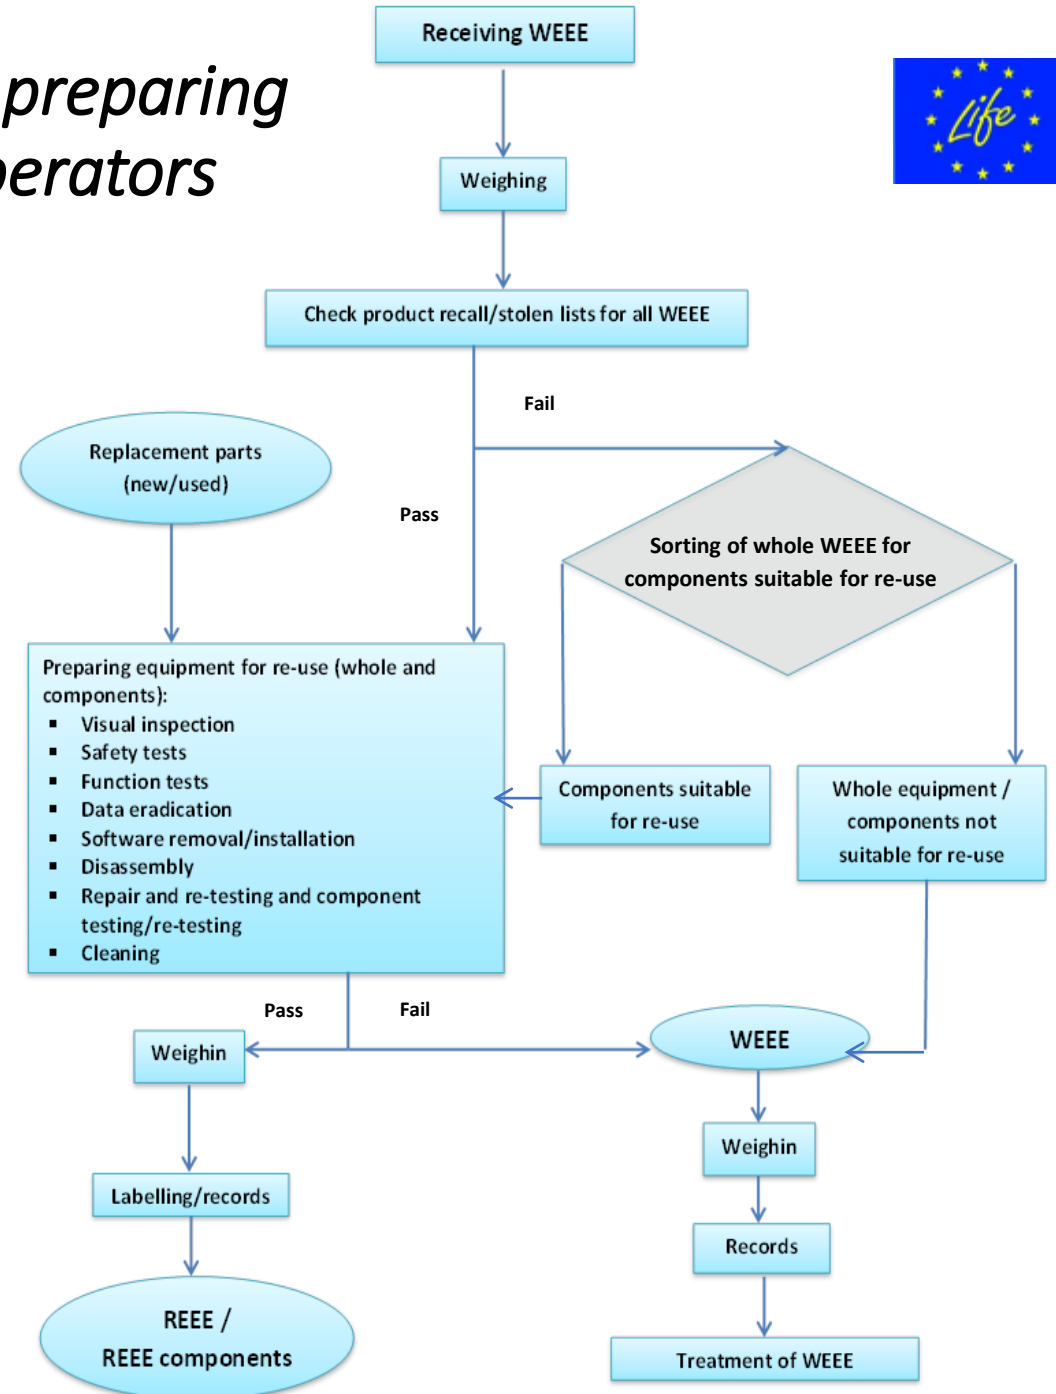 Receiving WEEE
preparing
perators
Life
Weighing
Check product recall/stolen lists for all WEEE
Fail
Replacement parts
(new/used)
Pass
Sorting of whole WEEE for
components suitable for re-use
Preparing equipment for re-use (whole and
components):
▪ Visual inspection
▪ Safety tests
▪ Function tests
▪ Data eradication
▪ Software removal/installation
▪ Disassembly
▪ Repair and re-testing and component
testing/re-testing
▪ Cleaning
Components suitable
for re-use
Whole equipment /
components not
suitable for re-use
Pass
Fail
Weighin
WEEE
Weighin
Labelling/records
Records
REEE /
REEE components
Treatment of WEEE